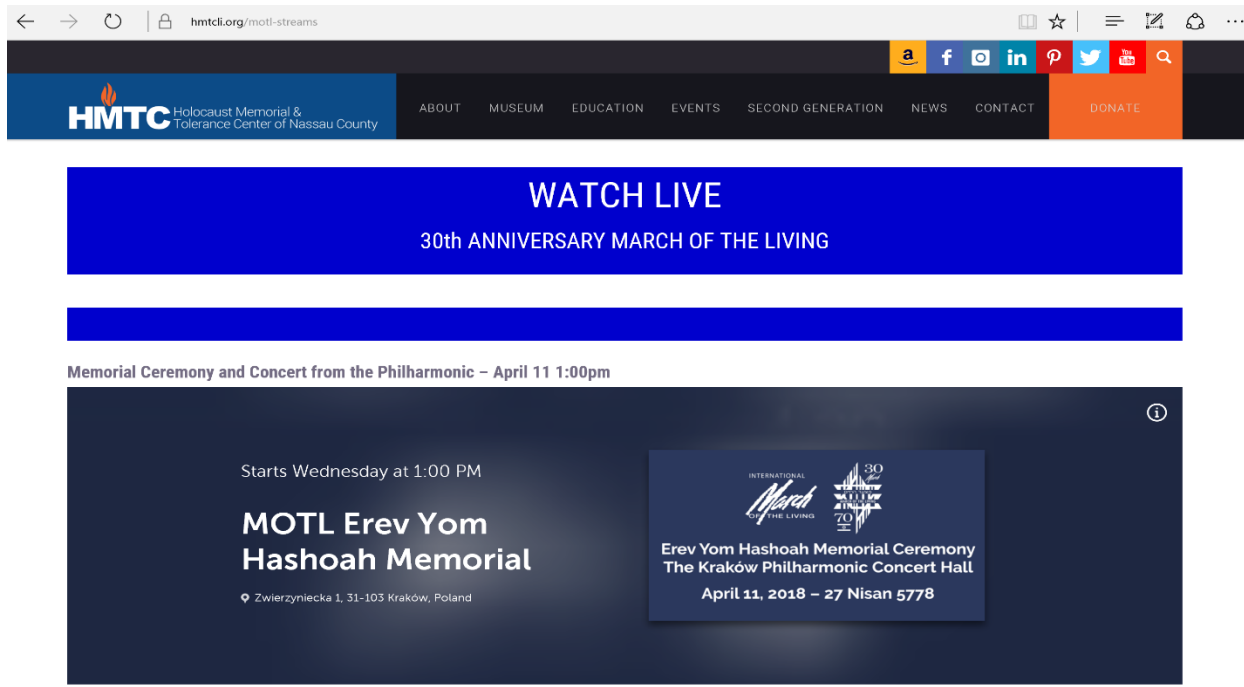 hmtcli.org/motl-streams
a f in You Tube
HMTC Holocaust Memorial &
Tolerance Center of Nassau County
ABOUT MUSEUM EDUCATION EVENTS SECOND GENERATION NEWS CONTACT DONATE
WATCH LIVE
30th ANNIVERSARY MARCH OF THE LIVING
Memorial Ceremony and Concert from the Philharmonic – April 11 1:00pm
Starts Wednesday at 1:00 PM
MOTL Erev Yom
Hashoah Memorial
Zwierzyniecka 1, 31-103 Kraków, Poland
INTERNATIONAL
March
OF THE LIVING
30
70
Erev Yom Hashoah Memorial Ceremony
The Kraków Philharmonic Concert Hall
April 11, 2018 – 27 Nisan 5778